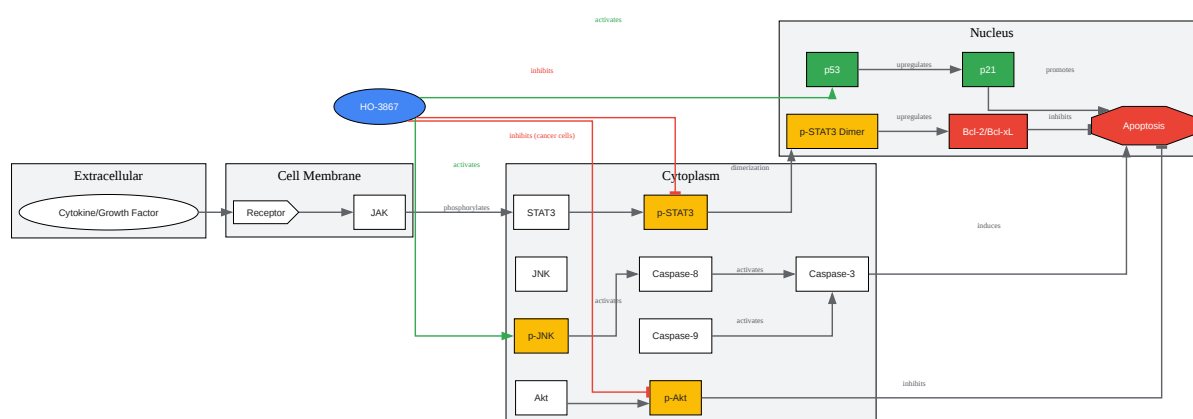 activates
Nucleus
inhibits
p53
upregulates
p21
promotes
HO-3867
inhibits (cancer cells)
p-STAT3 Dimer
upregulates
Bcl-2/Bcl-xL
inhibits
Apoptosis
Extracellular
Cell Membrane
activates
Cytoplasm
dimerization
Cytokine/Growth Factor
Receptor
JAK
phosphorylates
STAT3
p-STAT3
induces
JNK
Caspase-8
activates
Caspase-3
activates
p-JNK
Caspase-9
activates
Akt
p-Akt
inhibits